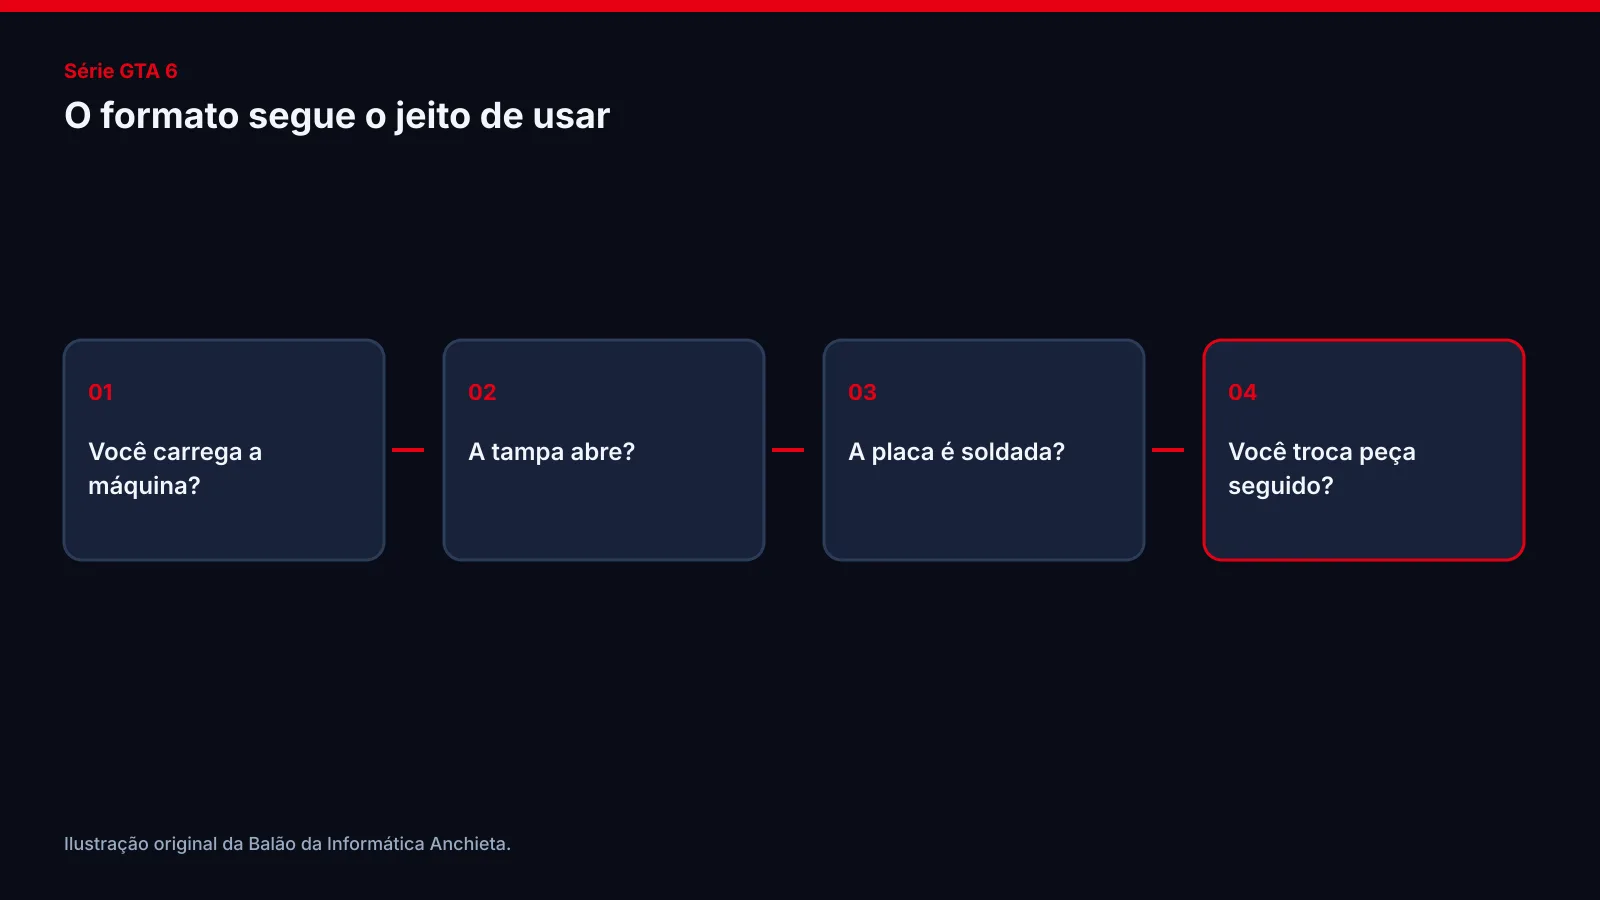 Série GTA 6
O formato segue o jeito de usar
01
Você carrega a
máquina?
02
A tampa abre?
03
A placa é soldada?
04
Você troca peça
seguido?
Ilustração original da Balão da Informática Anchieta.